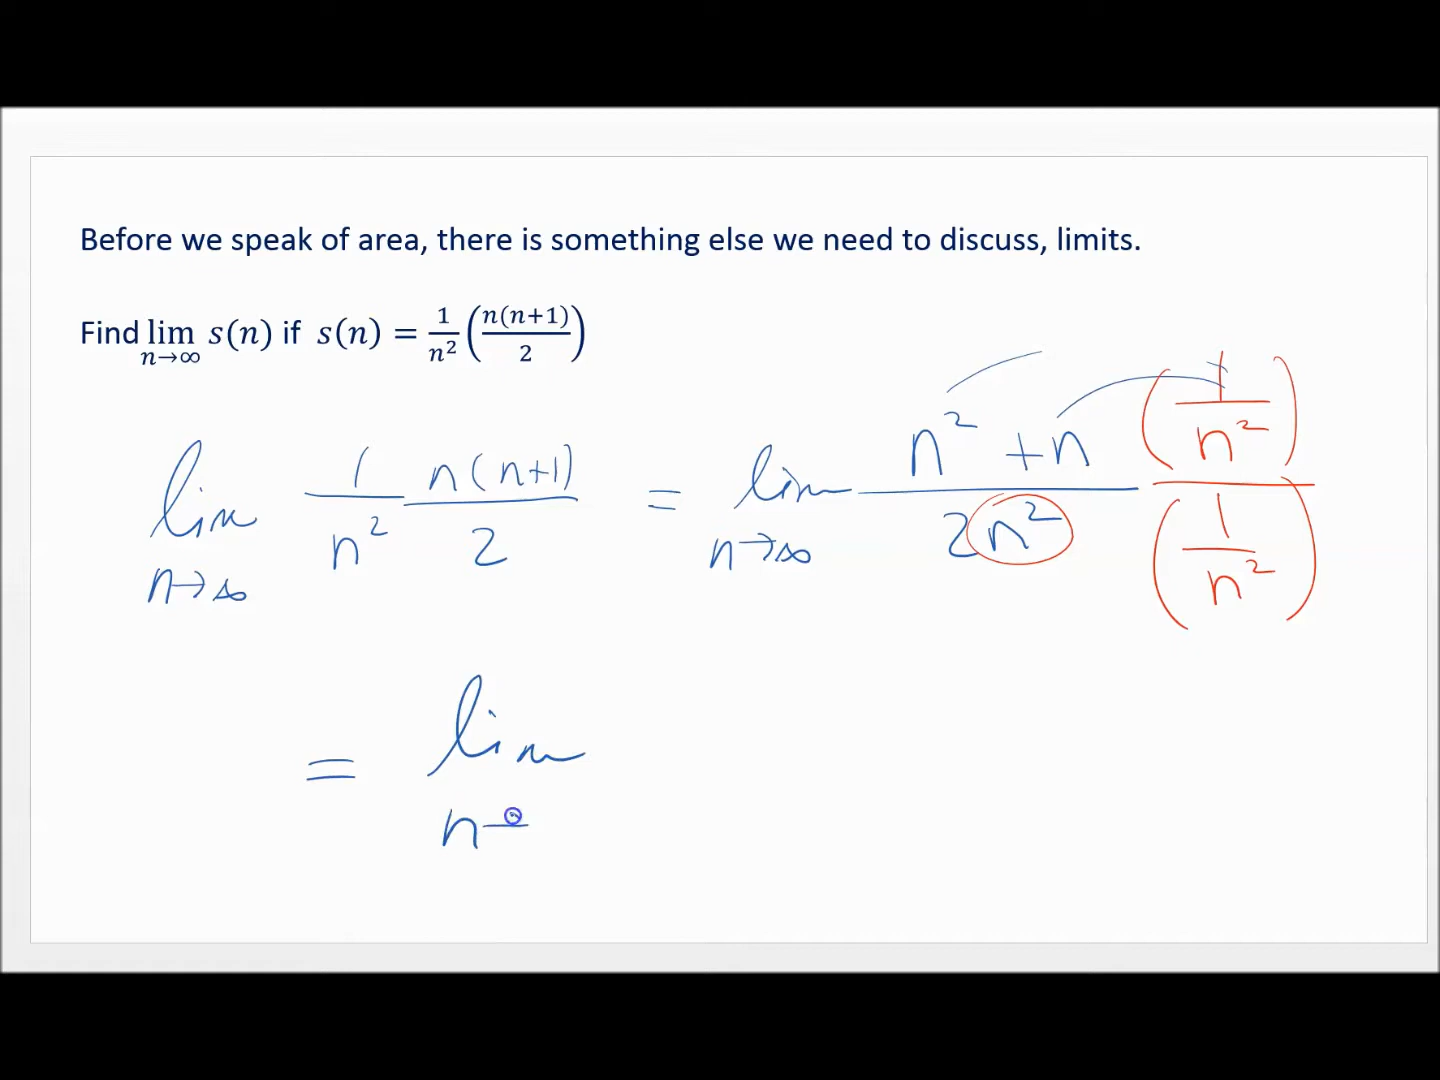 Before we speak of area, there is something else we need to discuss, limits.
Find lim n→∞ s(n) if s(n) = 1/n² (n(n+1)/2)
lim n→∞ 1/n² n(n+1)/2 = lim n→∞ (n² + n)/(2n²) (1/n²)/(1/n²)
= lim n